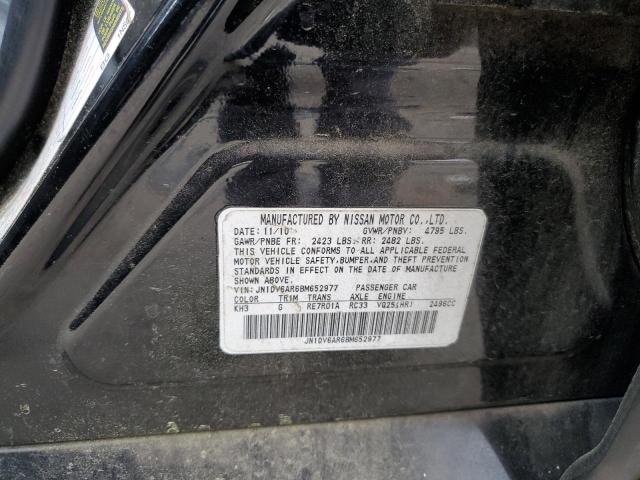 MANUFACTURED BY NISSAN MOTOR CO., LTD.
DATE: 11/10 GVWR/PNBV: 4795 LBS.
GAWR/PNBE FR: 2423 LBS. RR: 2482 LBS.
THIS VEHICLE CONFORMS TO ALL APPLICABLE FEDERAL
MOTOR VEHICLE SAFETY, BUMPER, AND THEFT PREVENTION
STANDARDS IN EFFECT ON THE DATE OF MANUFACTURE
SHOWN ABOVE.
VIN: JN1DV6AR6BM652977 PASSENGER CAR
COLOR TRIM TRANS AXLE ENGINE
KH3 G RE7R01A RC33 VQ25(HR) 2496CC
JN1DV6AR6BM652977